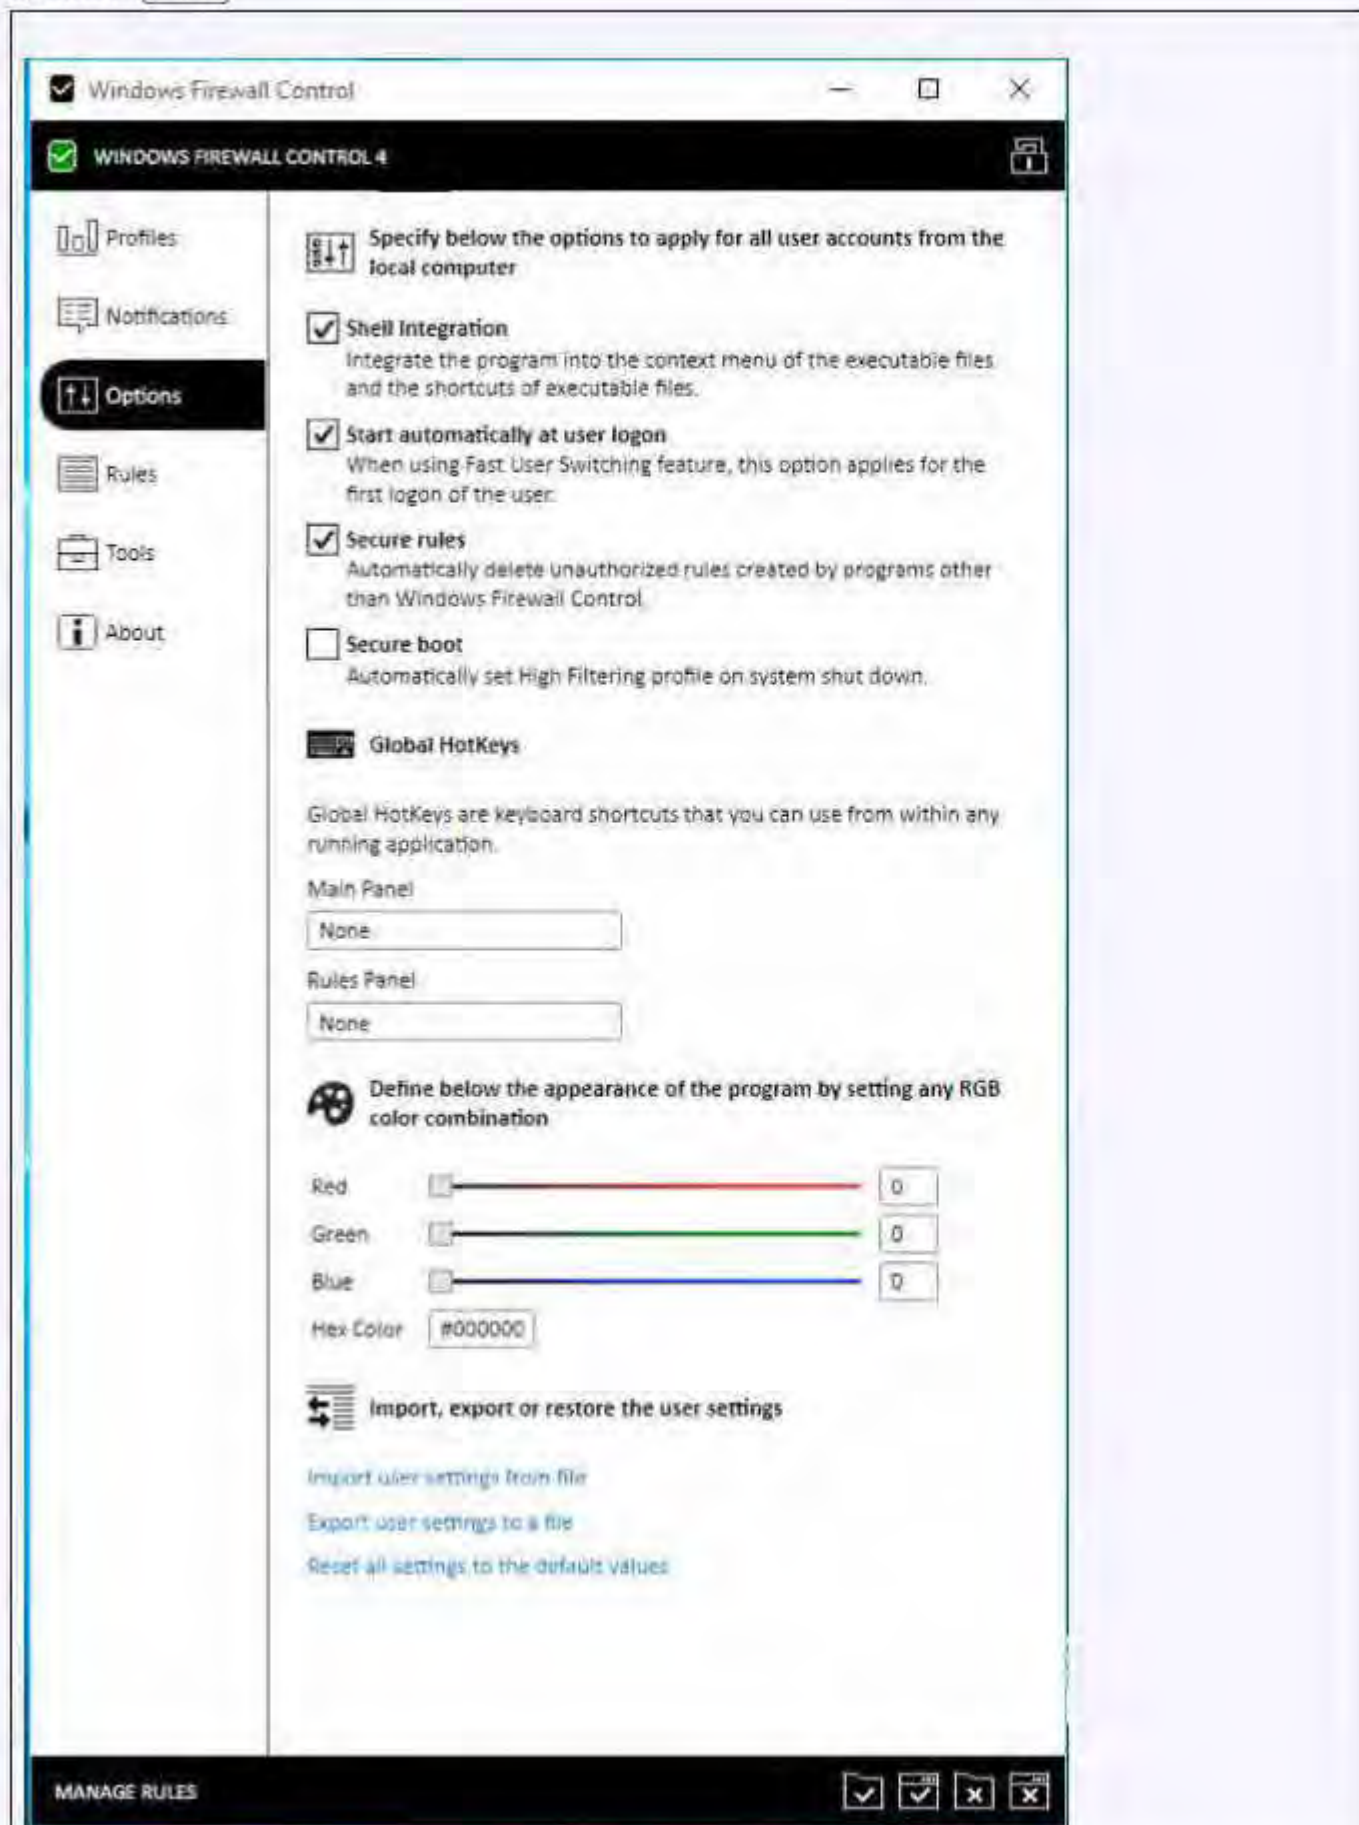 Windows Firewall Control
WINDOWS FIREWALL CONTROL 4
Profiles
Notifications
Options
Rules
Tools
About
Specify below the options to apply for all user accounts from the
local computer
Shell Integration
Integrate the program into the context menu of the executable files
and the shortcuts of executable files.
Start automatically at user logon
When using Fast User Switching feature, this option applies for the
first logon of the user.
Secure rules
Automatically delete unauthorized rules created by programs other
than Windows Firewall Control.
Secure boot
Automatically set High Filtering profile on system shut down.
Global HotKeys
Global HotKeys are keyboard shortcuts that you can use from within any
running application.
Main Panel
None
Rules Panel
None
Define below the appearance of the program by setting any RGB
color combination
Red 0
Green 0
Blue 0
Hex Color #000000
Import, export or restore the user settings
Import user settings from file
Export user settings to a file
Reset all settings to the default values
MANAGE RULES